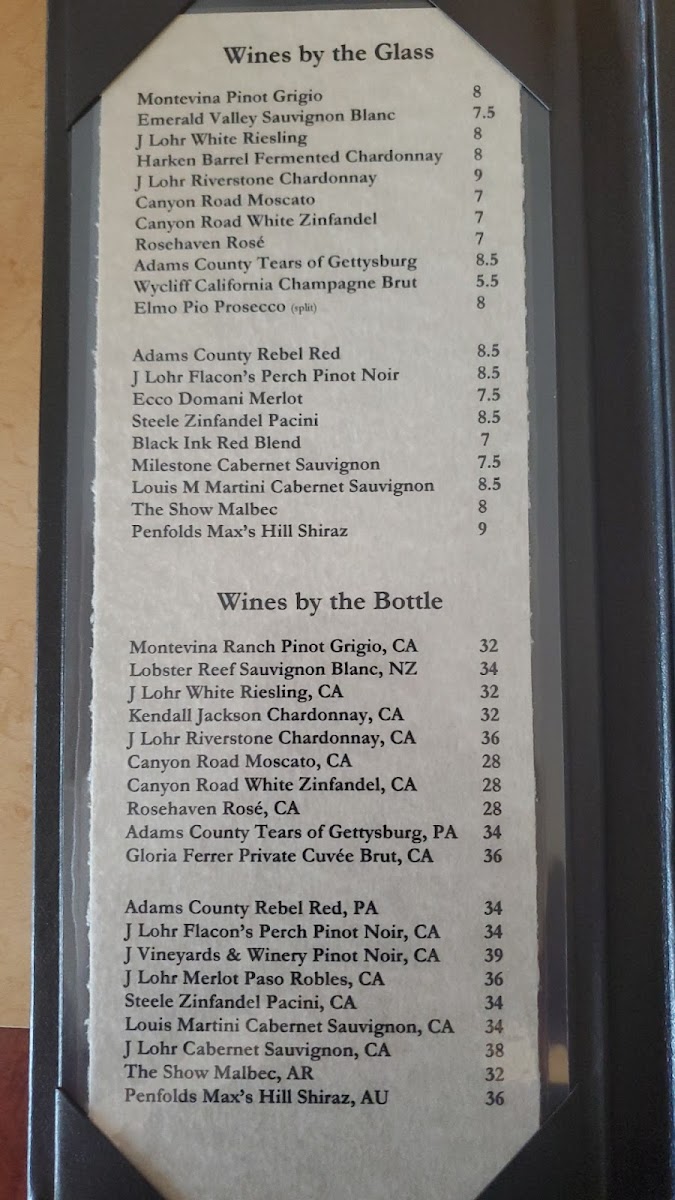 Wines by the Glass
Montevina Pinot Grigio 8
Emerald Valley Sauvignon Blanc 7.5
J Lohr White Riesling 8
Harken Barrel Fermented Chardonnay 8
J Lohr Riverstone Chardonnay 9
Canyon Road Moscato 7
Canyon Road White Zinfandel 7
Rosehaven Rosé 7
Adams County Tears of Gettysburg 8.5
Wycliff California Champagne Brut 5.5
Elmo Pio Prosecco (split) 8
Adams County Rebel Red 8.5
J Lohr Flacon's Perch Pinot Noir 8.5
Ecco Domani Merlot 7.5
Steele Zinfandel Pacini 8.5
Black Ink Red Blend 7
Milestone Cabernet Sauvignon 7.5
Louis M Martini Cabernet Sauvignon 8.5
The Show Malbec 8
Penfolds Max's Hill Shiraz 9
Wines by the Bottle
Montevina Ranch Pinot Grigio, CA 32
Lobster Reef Sauvignon Blanc, NZ 34
J Lohr White Riesling, CA 32
Kendall Jackson Chardonnay, CA 32
J Lohr Riverstone Chardonnay, CA 36
Canyon Road Moscato, CA 28
Canyon Road White Zinfandel, CA 28
Rosehaven Rosé, CA 28
Adams County Tears of Gettysburg, PA 34
Gloria Ferrer Private Cuvée Brut, CA 36
Adams County Rebel Red, PA 34
J Lohr Flacon's Perch Pinot Noir, CA 34
J Vineyards & Winery Pinot Noir, CA 39
J Lohr Merlot Paso Robles, CA 36
Steele Zinfandel Pacini, CA 34
Louis Martini Cabernet Sauvignon, CA 34
J Lohr Cabernet Sauvignon, CA 38
The Show Malbec, AR 32
Penfolds Max's Hill Shiraz, AU 36